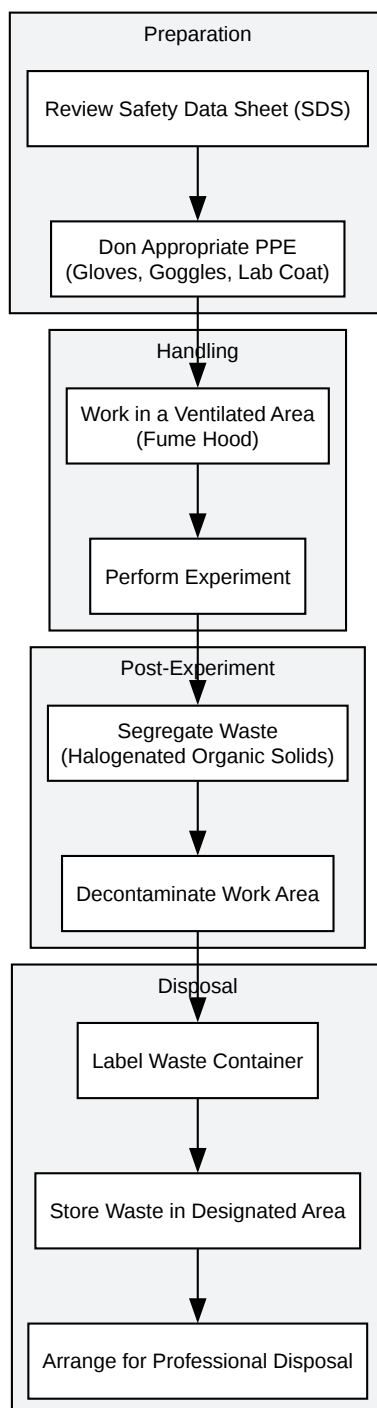 Preparation
Review Safety Data Sheet (SDS)
Don Appropriate PPE
(Gloves, Goggles, Lab Coat)
Handling
Work in a Ventilated Area
(Fume Hood)
Perform Experiment
Post-Experiment
Segregate Waste
(Halogenated Organic Solids)
Decontaminate Work Area
Disposal
Label Waste Container
Store Waste in Designated Area
Arrange for Professional Disposal